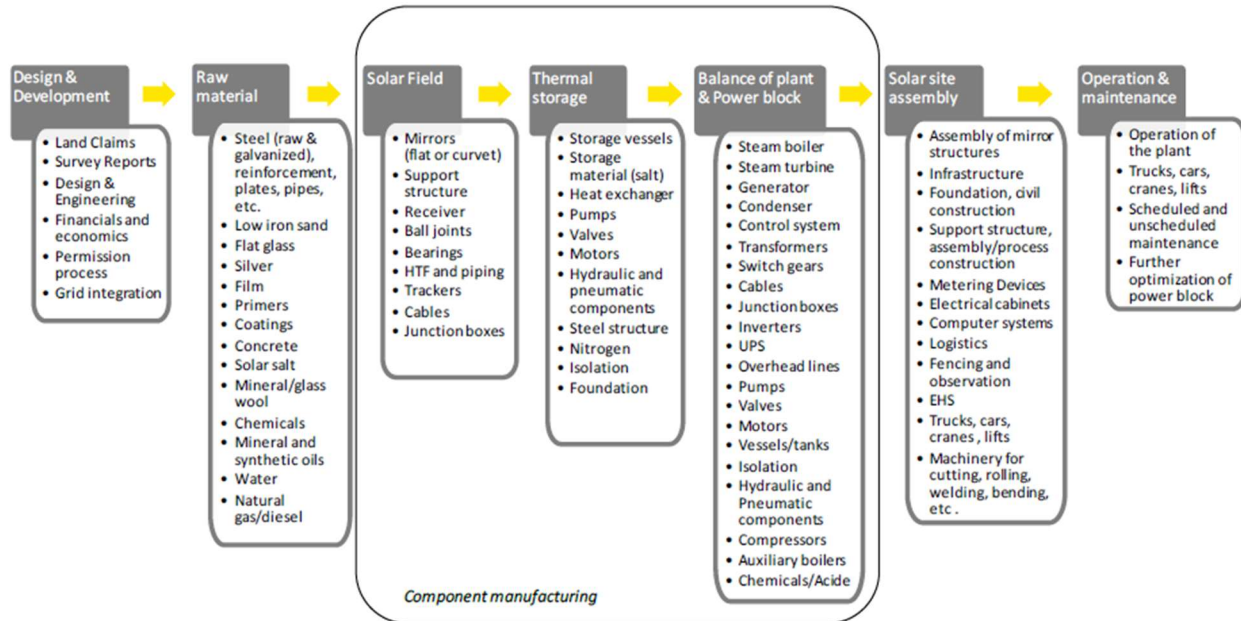 Design &
Development
• Land Claims
• Survey Reports
• Design &
Engineering
• Financials and
economics
• Permission
process
• Grid integration
Raw
material
• Steel (raw &
galvanized),
reinforcement,
plates, pipes,
etc.
• Low iron sand
• Flat glass
• Silver
• Film
• Primers
• Coatings
• Concrete
• Solar salt
• Mineral/glass
wool
• Chemicals
• Mineral and
synthetic oils
• Water
• Natural
gas/diesel
Solar Field
• Mirrors
(flat or curvet)
• Support
structure
• Receiver
• Ball joints
• Bearings
• HTF and piping
• Trackers
• Cables
• Junction boxes
Thermal
storage
• Storage vessels
• Storage
material (salt)
• Heat exchanger
• Pumps
• Valves
• Motors
• Hydraulic and
pneumatic
components
• Steel structure
• Nitrogen
• Isolation
• Foundation
Balance of plant
& Power block
• Steam boiler
• Steam turbine
• Generator
• Condenser
• Control system
• Transformers
• Switch gears
• Cables
• Junction boxes
• Inverters
• UPS
• Overhead lines
• Pumps
• Valves
• Motors
• Vessels/tanks
• Isolation
• Hydraulic and
Pneumatic
components
• Compressors
• Auxiliary boilers
• Chemicals/Acide
Component manufacturing
Solar site
assembly
• Assembly of mirror
structures
• Infrastructure
• Foundation, civil
construction
• Support structure,
assembly/process
construction
• Metering Devices
• Electrical cabinets
• Computer systems
• Logistics
• Fencing and
observation
• EHS
• Trucks, cars,
cranes , lifts
• Machinery for
cutting, rolling,
welding, bending,
etc .
Operation &
maintenance
• Operation of
the plant
• Trucks, cars,
cranes, lifts
• Scheduled and
unscheduled
maintenance
• Further
optimization of
power block